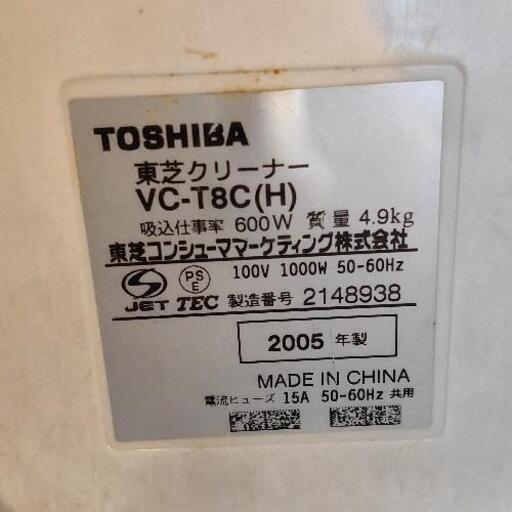 TOSHIBA
東芝クリーナー
VC-T8C(H)
吸込仕事率 600W 質量 4.9kg
東芝コンシューママーケティング株式会社
100V 1000W 50-60Hz
PS
E
S JET TEC 製造番号 2148938
2005 年製
MADE IN CHINA
電流ヒューズ 15A 50-60Hz 共用